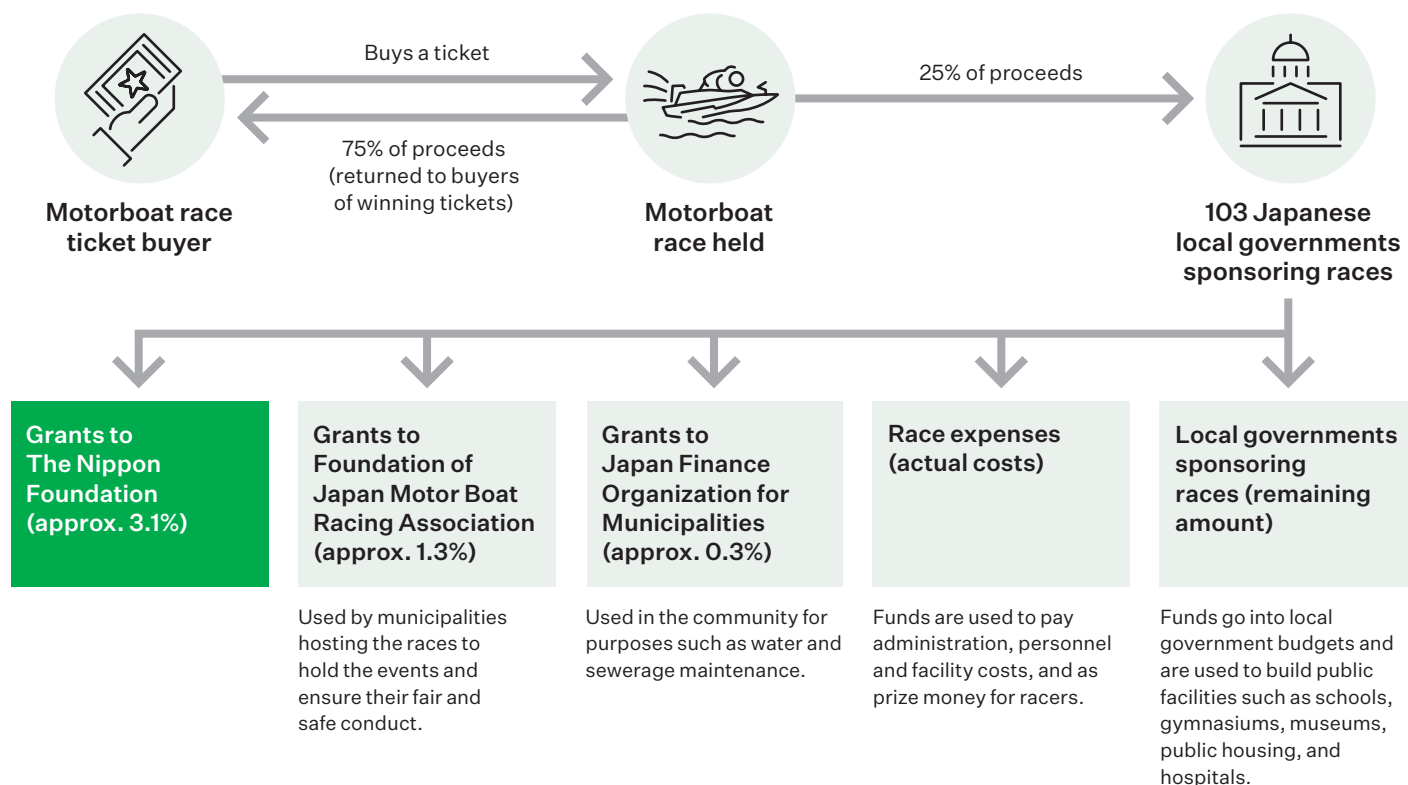 Buys a ticket
25% of proceeds
75% of proceeds
(returned to buyers
of winning tickets)
Motorboat race
ticket buyer
Motorboat
race held
103 Japanese
local governments
sponsoring races
Grants to
The Nippon
Foundation
(approx. 3.1%)
Grants to
Foundation of
Japan Motor Boat
Racing Association
(approx. 1.3%)
Used by municipalities
hosting the races to
hold the events and
ensure their fair and
safe conduct.
Grants to
Japan Finance
Organization for
Municipalities
(approx. 0.3%)
Used in the community for
purposes such as water and
sewerage maintenance.
Race expenses
(actual costs)
Funds are used to pay
administration, personnel
and facility costs, and as
prize money for racers.
Local governments
sponsoring
races (remaining
amount)
Funds go into local
government budgets and
are used to build public
facilities such as schools,
gymnasiums, museums,
public housing, and
hospitals.